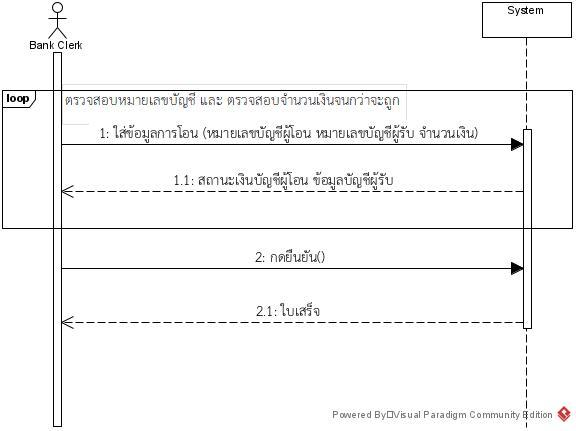 Bank Clerk
System
loop
ตรวจสอบหมายเลขบัญชี และ ตรวจสอบจำนวนเงินจนกว่าจะถูก
1: ใส่ข้อมูลการโอน (หมายเลขบัญชีผู้โอน หมายเลขบัญชีผู้รับ จำนวนเงิน)
1.1: สถานะเงินบัญชีผู้โอน ข้อมูลบัญชีผู้รับ
2: กดยืนยัน()
2.1: ใบเสร็จ
Powered By Visual Paradigm Community Edition